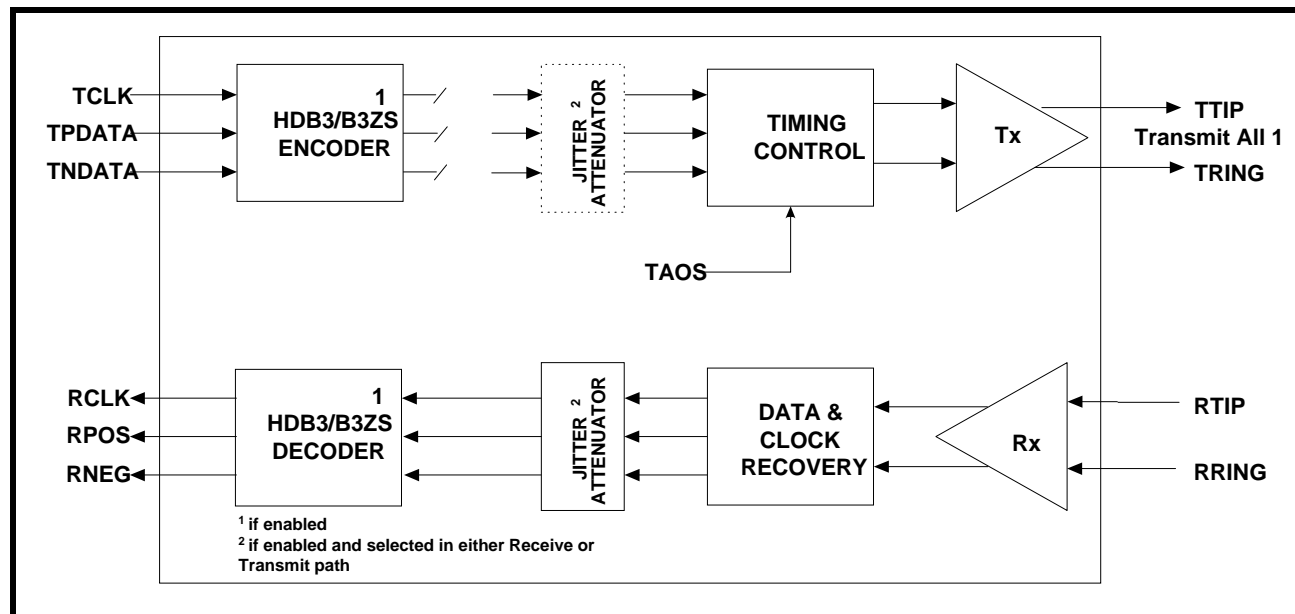 TCLK
TPDATA
TNDATA
1
HDB3/B3ZS
ENCODER
JITTER 2
ATTENUATOR
TIMING
CONTROL
Tx
TTIP
Transmit All 1
TRING
TAOS
RCLK
RPOS
RNEG
1
HDB3/B3ZS
DECODER
JITTER 2
ATTENUATOR
DATA &
CLOCK
RECOVERY
Rx
RTIP
RRING
1 if enabled
2 if enabled and selected in either Receive or
Transmit path